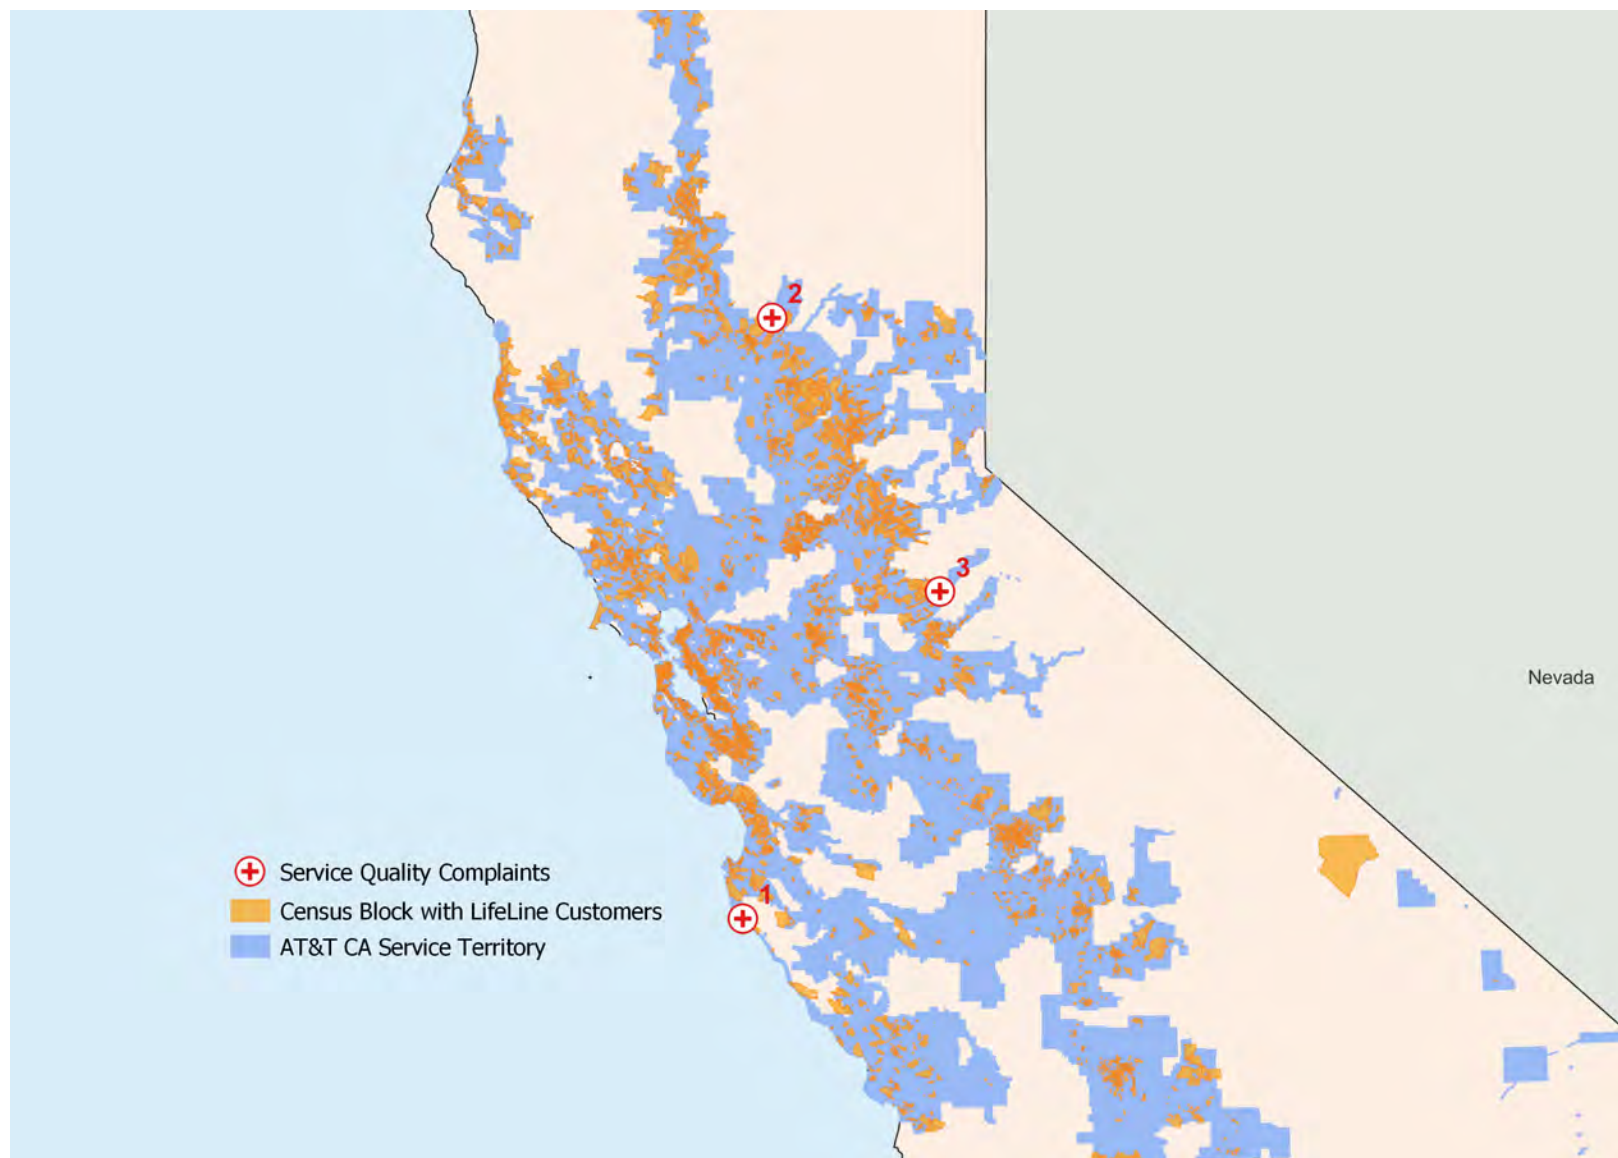 2
3
Nevada
1
Service Quality Complaints
Census Block with LifeLine Customers
AT&T CA Service Territory